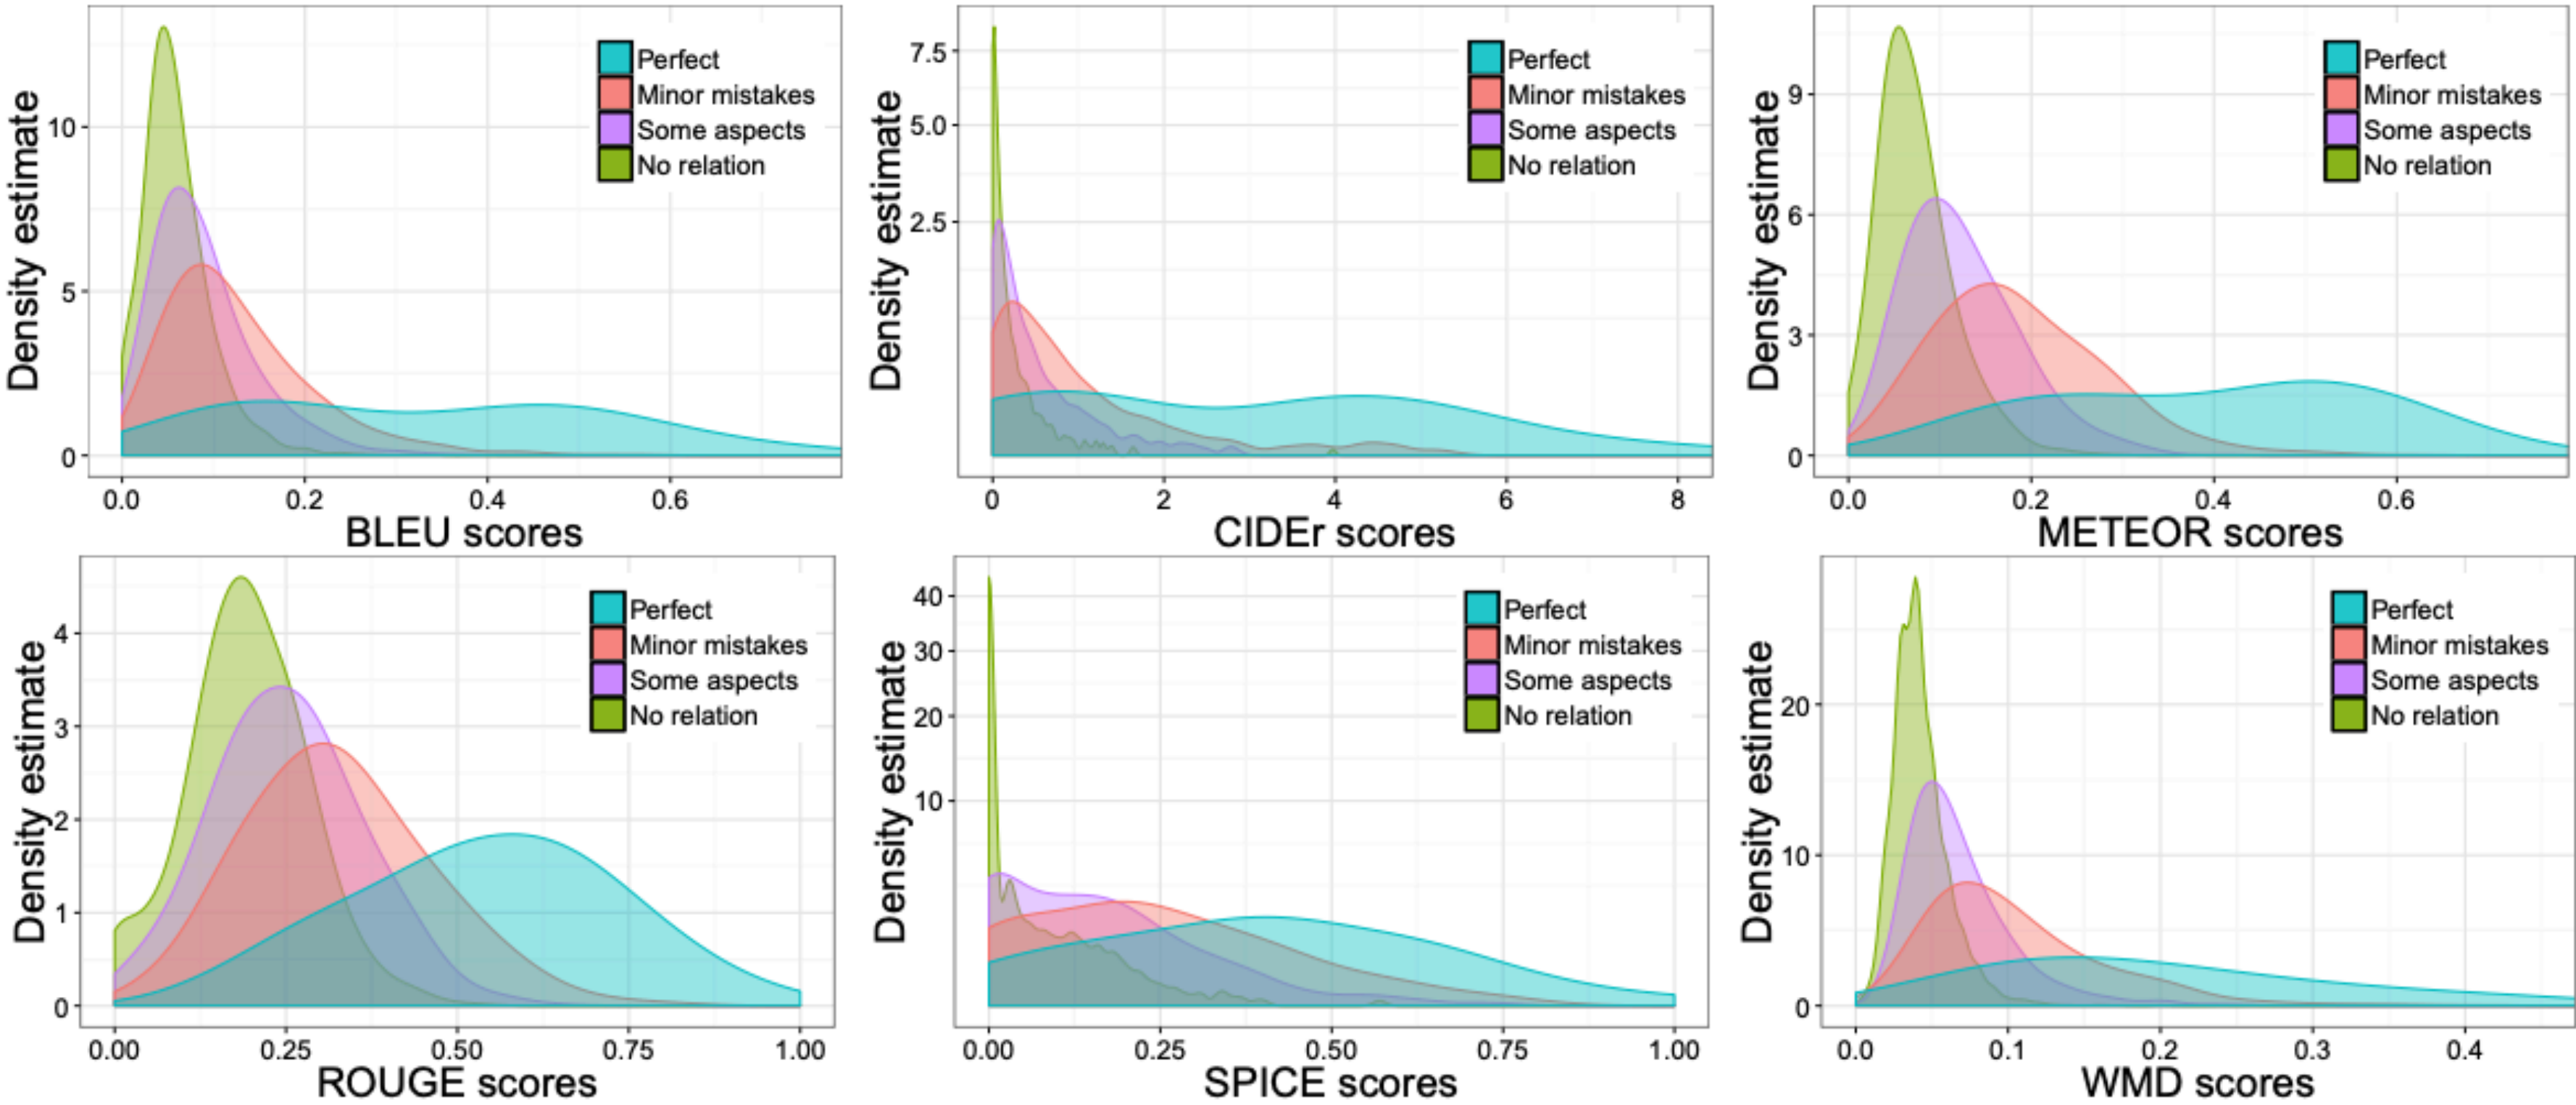 Density estimate
10
5
0
0.0
0.2
0.4
0.6
BLEU scores
Perfect
Minor mistakes
Some aspects
No relation
Density estimate
7.5
5.0
2.5
0
2
4
6
8
CIDEr scores
Perfect
Minor mistakes
Some aspects
No relation
Density estimate
9
6
3
0
0.0
0.2
0.4
0.6
METEOR scores
Perfect
Minor mistakes
Some aspects
No relation
Density estimate
4
3
2
1
0
0.00
0.25
0.50
0.75
1.00
ROUGE scores
Perfect
Minor mistakes
Some aspects
No relation
Density estimate
40
30
20
10
0.00
0.25
0.50
0.75
1.00
SPICE scores
Perfect
Minor mistakes
Some aspects
No relation
Density estimate
20
10
0
0.0
0.1
0.2
0.3
0.4
WMD scores
Perfect
Minor mistakes
Some aspects
No relation